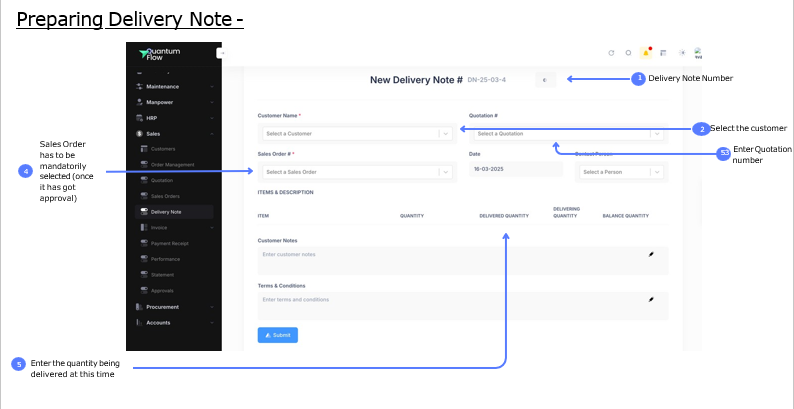 Preparing Delivery Note -
Quantum
Flow
New Delivery Note # DN-25-03-4
1 Delivery Note Number
Maintenance
Manpower
HRP
Sales
Customers
Order Management
Quotation
Sales Orders
Delivery Note
Invoice
Payment Receipt
Performance
Statement
Approvals
Procurement
Accounts
Customer Name *
Quotation #
Select a Customer
Select a Quotation
2 Select the customer
Enter Quotation
number
Sales Order # *
Date
Contact Person
Select a Sales Order
16-03-2025
Select a Person
4
Sales Order
has to be
mandatorily
selected (once
it has got
approval)
ITEMS & DESCRIPTION
ITEM
QUANTITY
DELIVERED QUANTITY
DELIVERING
QUANTITY
BALANCE QUANTITY
Customer Notes
Enter customer notes
Terms & Conditions
Enter terms and conditions
Submit
5 Enter the quantity being
delivered at this time